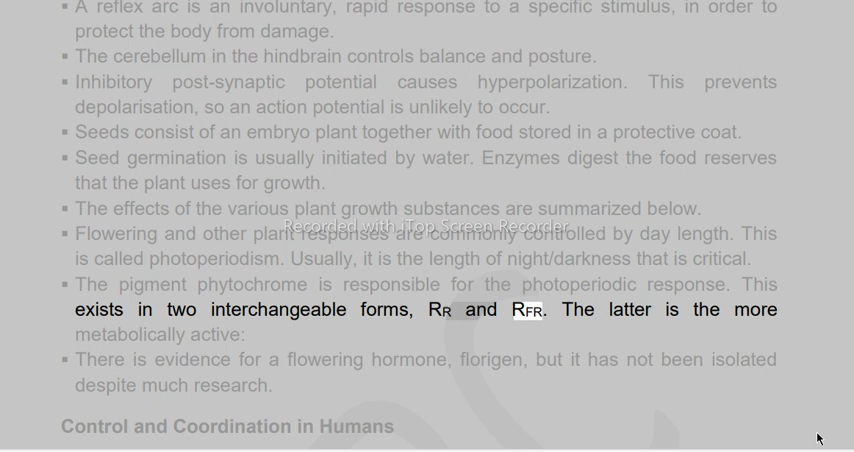 ▪ A reflex arc is an involuntary, rapid response to a specific stimulus, in order to
protect the body from damage.
▪ The cerebellum in the hindbrain controls balance and posture.
▪ Inhibitory post-synaptic potential causes hyperpolarization. This prevents
depolarisation, so an action potential is unlikely to occur.
▪ Seeds consist of an embryo plant together with food stored in a protective coat.
▪ Seed germination is usually initiated by water. Enzymes digest the food reserves
that the plant uses for growth.
▪ The effects of the various plant growth substances are summarized below.
Recorded with iTop Screen Recorder
▪ Flowering and other plant responses are commonly controlled by day length. This
is called photoperiodism. Usually, it is the length of night/darkness that is critical.
▪ The pigment phytochrome is responsible for the photoperiodic response. This
exists in two interchangeable forms, RR and RFR. The latter is the more
metabolically active:
▪ There is evidence for a flowering hormone, florigen, but it has not been isolated
despite much research.
Control and Coordination in Humans